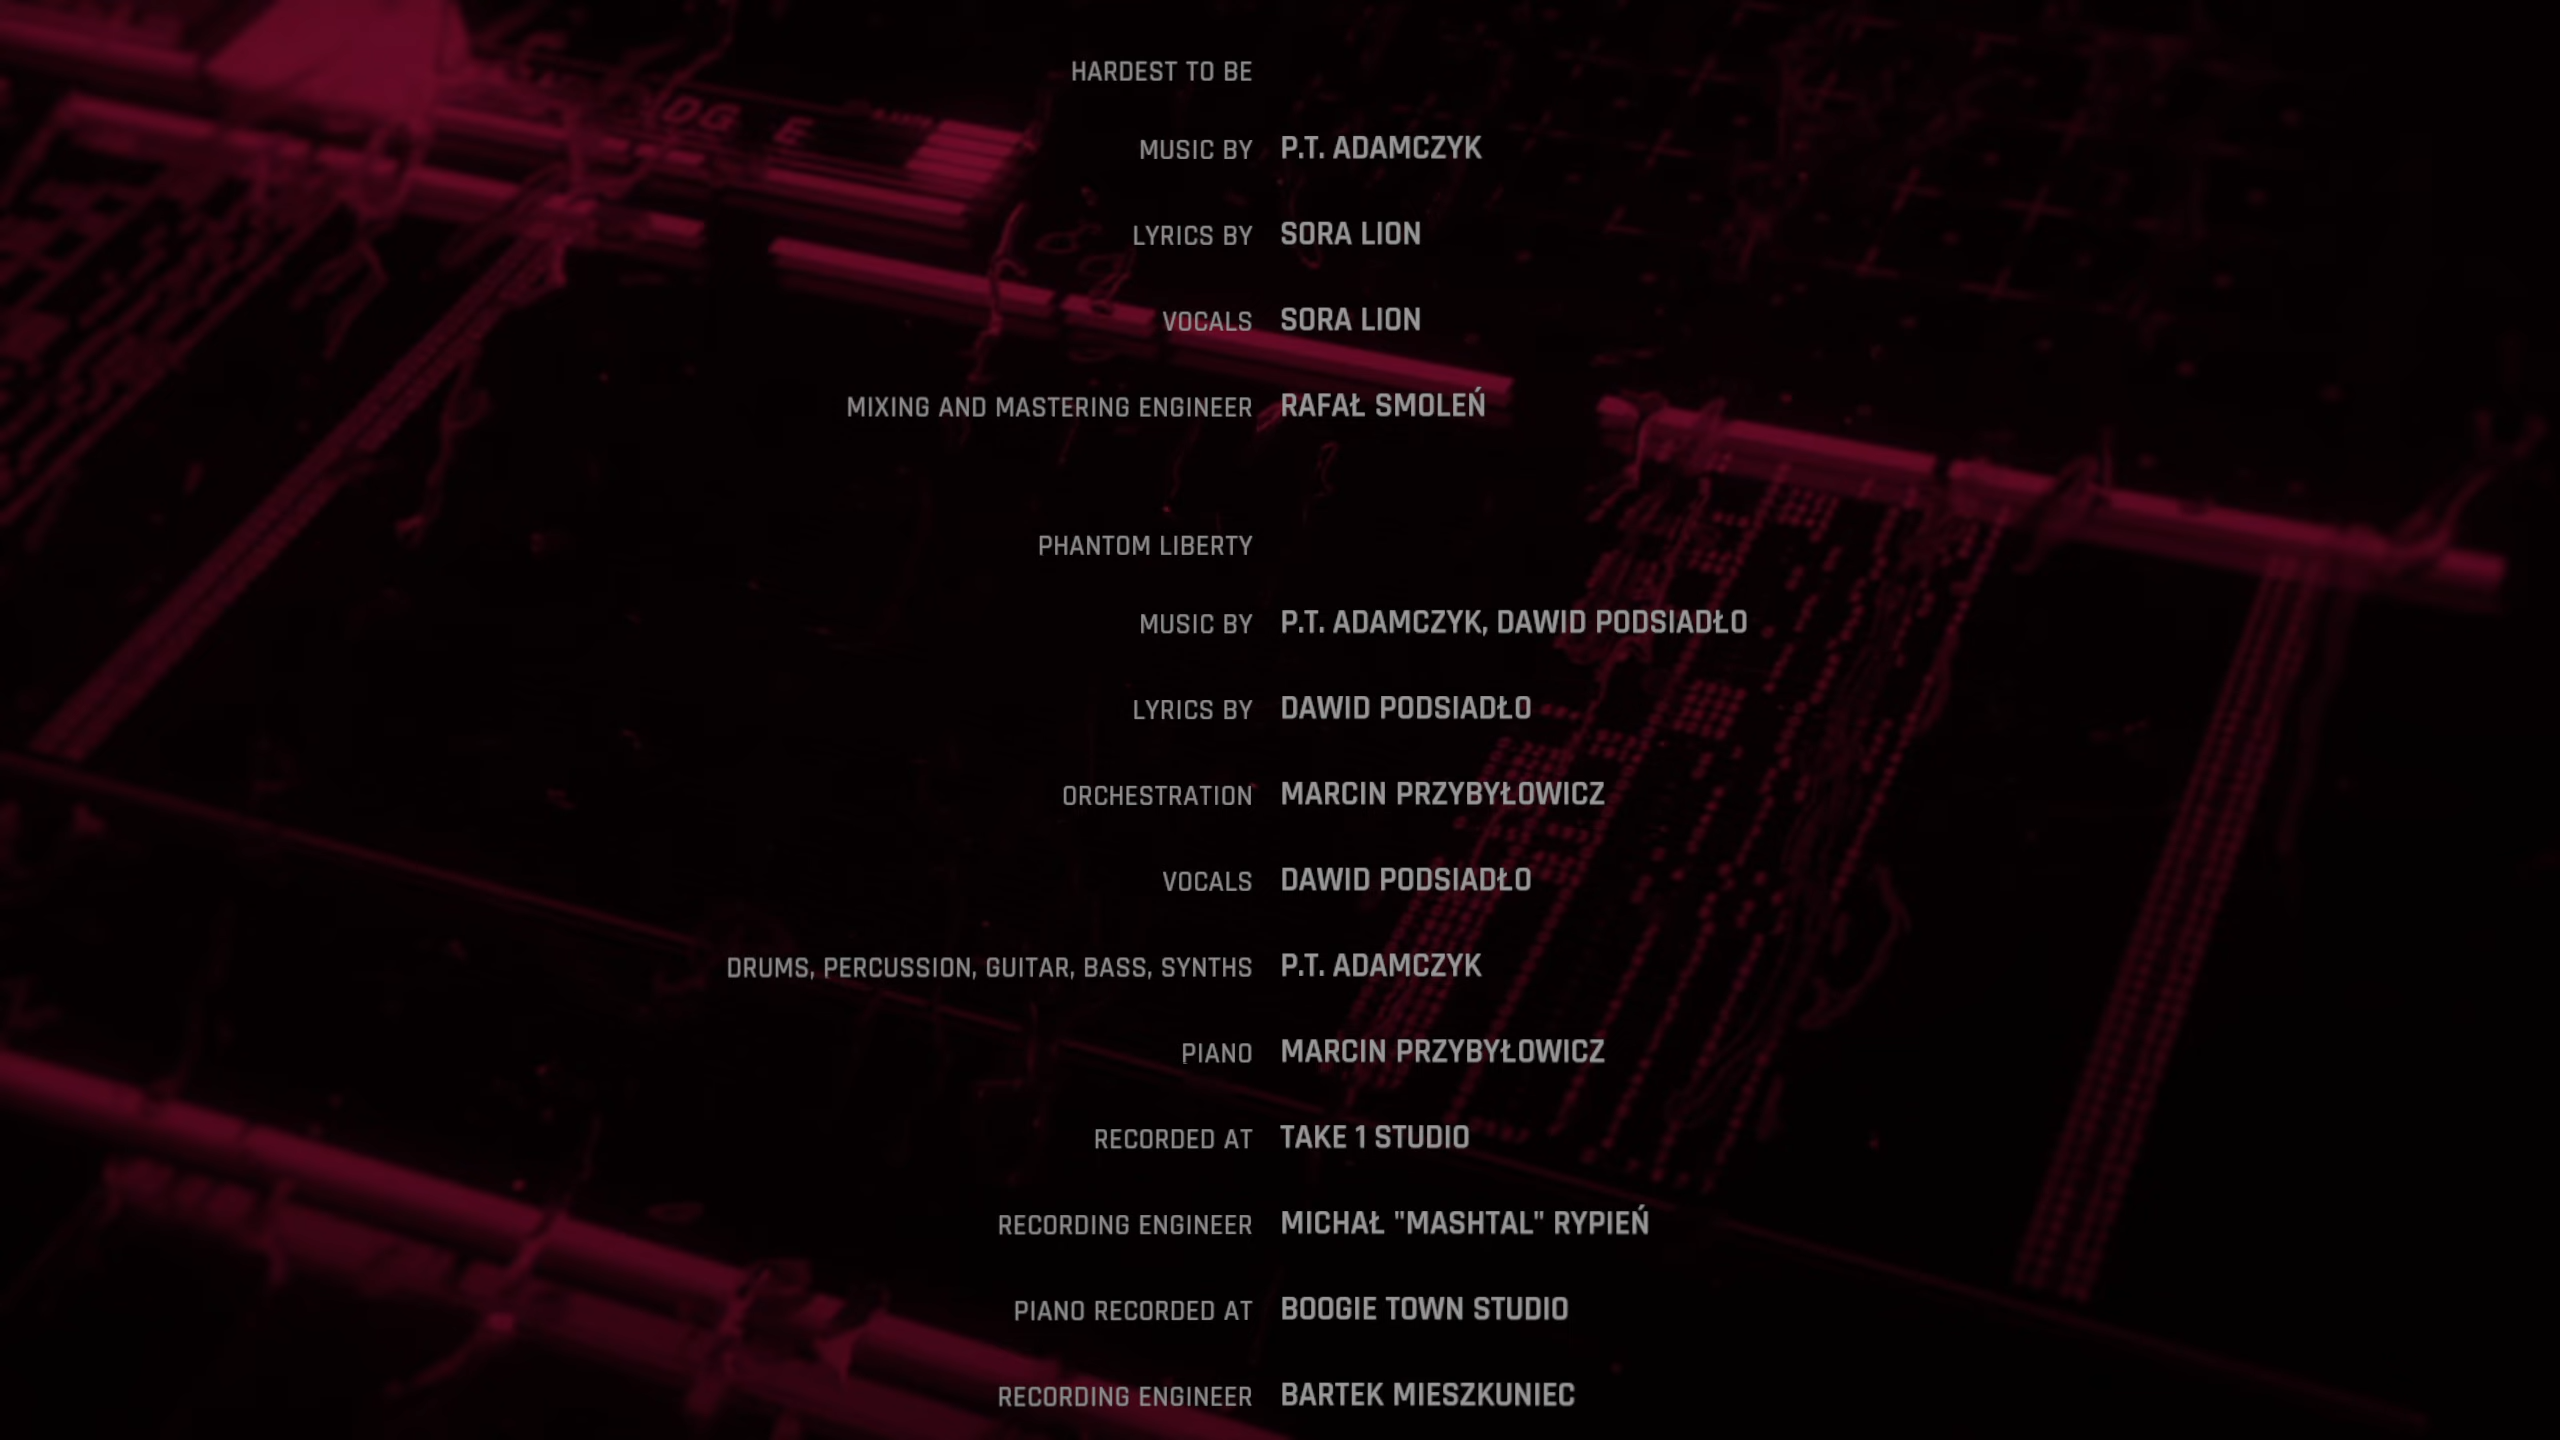 HARDEST TO BE
MUSIC BY P.T. ADAMCZYK
LYRICS BY SORA LION
VOCALS SORA LION
MIXING AND MASTERING ENGINEER RAFAŁ SMOLEŃ
PHANTOM LIBERTY
MUSIC BY P.T. ADAMCZYK, DAWID PODSIADŁO
LYRICS BY DAWID PODSIADŁO
ORCHESTRATION MARCIN PRZYBYŁOWICZ
VOCALS DAWID PODSIADŁO
DRUMS, PERCUSSION, GUITAR, BASS, SYNTHS P.T. ADAMCZYK
PIANO MARCIN PRZYBYŁOWICZ
RECORDED AT TAKE 1 STUDIO
RECORDING ENGINEER MICHAŁ "MASHTAL" RYPIEŃ
PIANO RECORDED AT BOOGIE TOWN STUDIO
RECORDING ENGINEER BARTEK MIESZKUNIEC